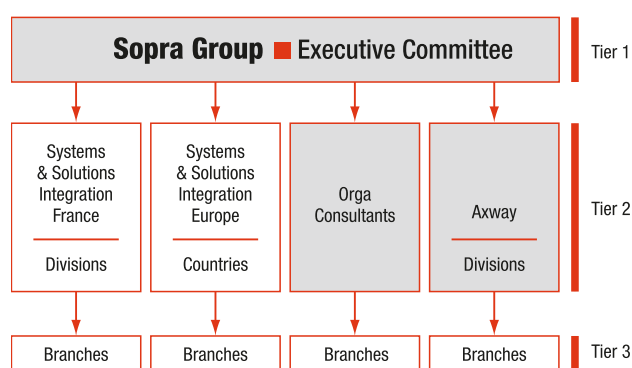 Sopra Group ■ Executive Committee
Tier 1
Systems
& Solutions
Integration
France
Divisions
Systems
& Solutions
Integration
Europe
Countries
Orga
Consultants
Axway
Divisions
Tier 2
Branches
Branches
Branches
Branches
Tier 3